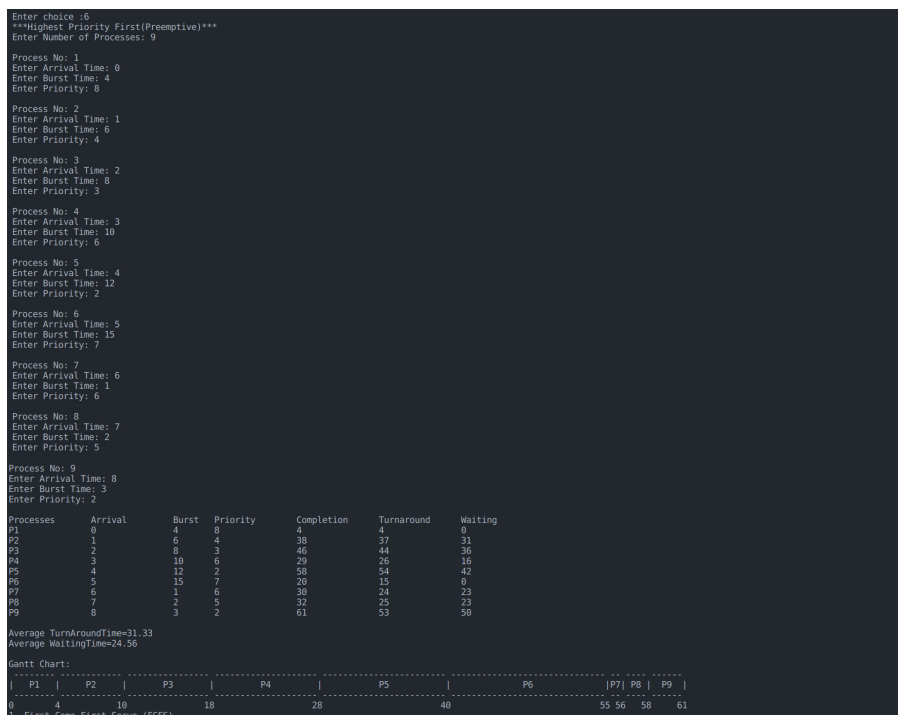 Enter choice :6
***Highest Priority First(Preemptive)***
Enter Number of Processes: 9
Process No: 1
Enter Arrival Time: 0
Enter Burst Time: 4
Enter Priority: 8
Process No: 2
Enter Arrival Time: 1
Enter Burst Time: 6
Enter Priority: 4
Process No: 3
Enter Arrival Time: 2
Enter Burst Time: 8
Enter Priority: 3
Process No: 4
Enter Arrival Time: 3
Enter Burst Time: 10
Enter Priority: 6
Process No: 5
Enter Arrival Time: 4
Enter Burst Time: 12
Enter Priority: 2
Process No: 6
Enter Arrival Time: 5
Enter Burst Time: 15
Enter Priority: 7
Process No: 7
Enter Arrival Time: 6
Enter Burst Time: 1
Enter Priority: 6
Process No: 8
Enter Arrival Time: 7
Enter Burst Time: 2
Enter Priority: 5
Process No: 9
Enter Arrival Time: 8
Enter Burst Time: 3
Enter Priority: 2
Processes Arrival Burst Priority Completion Turnaround Waiting
P1 0 4 8 4 4 0
P2 1 6 4 38 37 31
P3 2 8 3 46 44 36
P4 3 10 6 29 26 16
P5 4 12 2 58 54 42
P6 5 15 7 20 15 0
P7 6 1 6 30 24 23
P8 7 2 5 32 25 23
P9 8 3 2 61 53 50
Average TurnAroundTime=31.33
Average WaitingTime=24.56
Gantt Chart:
| P1 | P2 | P3 | P4 | P5 | P6 |P7| P8 | P9 |
0 4 10 18 28 40 55 56 58 61
1. First Come First Serve (FCFS)